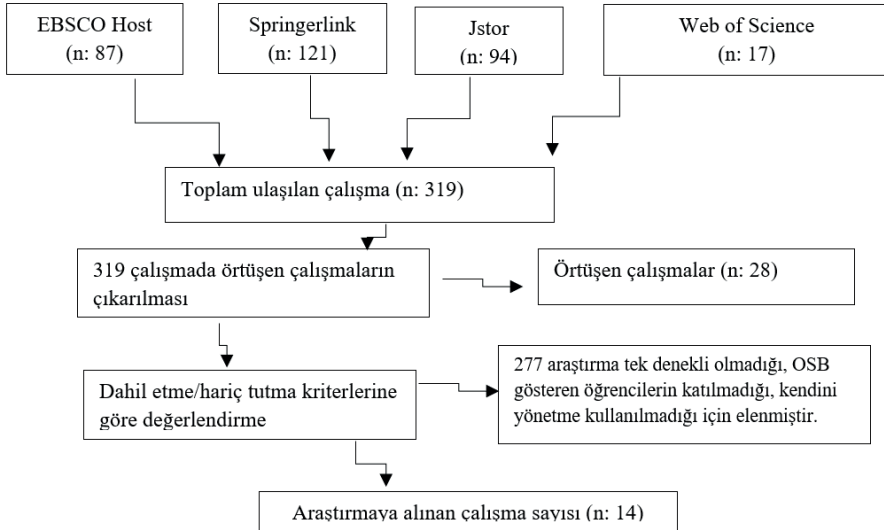 EBSCO Host
(n: 87)
Springerlink
(n: 121)
Jstor
(n: 94)
Web of Science
(n: 17)
Toplam ulaşılan çalışma (n: 319)
319 çalışmada örtüşen çalışmaların
çıkarılması
Örtüşen çalışmalar (n: 28)
Dahil etme/hariç tutma kriterlerine
göre değerlendirme
277 araştırma tek denekli olmadığı, OSB
gösteren öğrencilerin katılmadığı, kendini
yönetme kullanılmadığı için elenmiştir.
Araştırmaya alınan çalışma sayısı (n: 14)